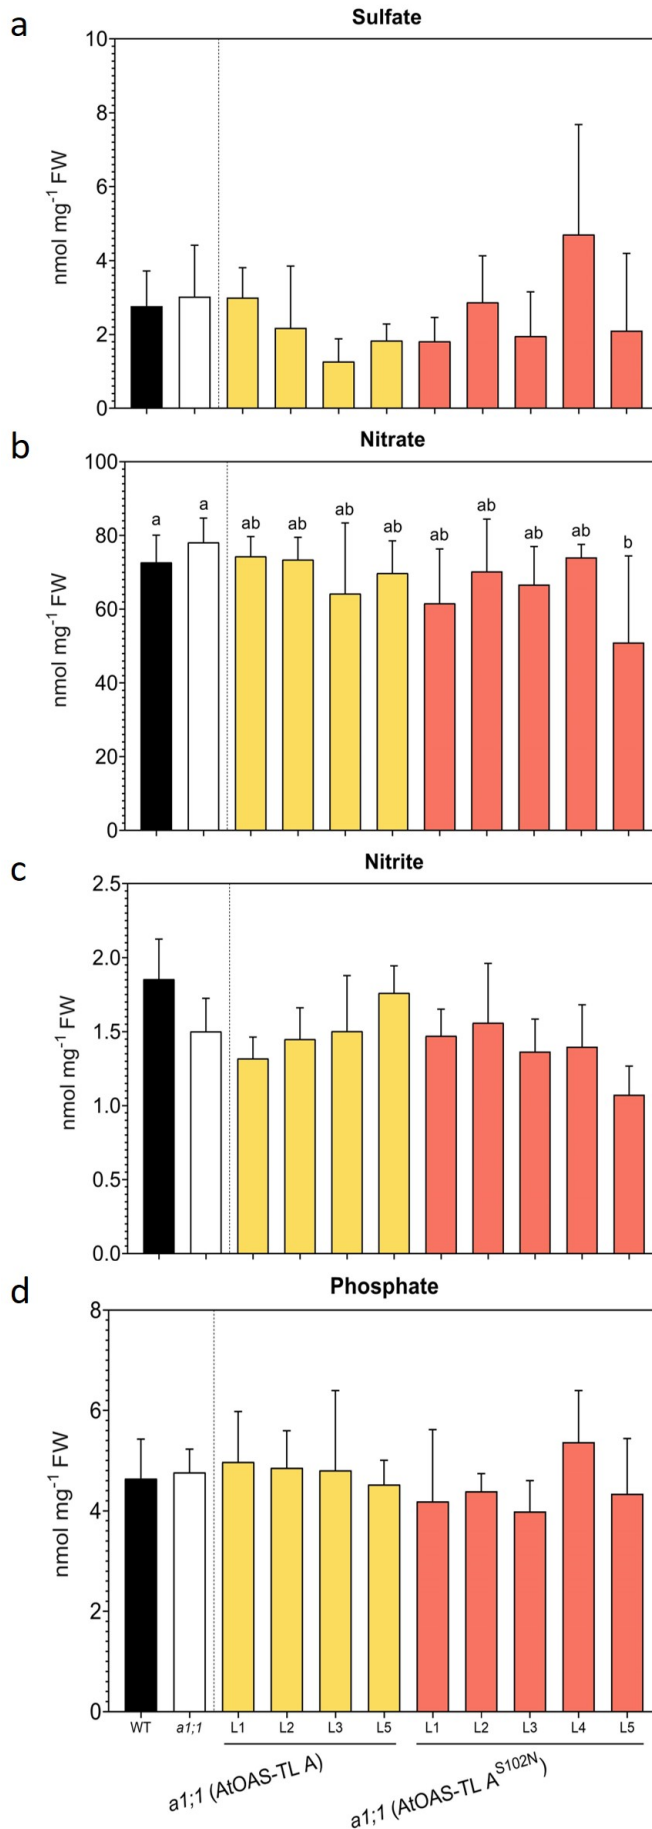 a
Sulfate
10
8
6
4
2
0
nmol mg⁻¹ FW
b
Nitrate
100
80
60
40
20
0
nmol mg⁻¹ FW
a a ab ab ab ab ab ab ab ab b
c
Nitrite
2.5
2.0
1.5
1.0
0.5
0.0
nmol mg⁻¹ FW
d
Phosphate
8
6
4
2
0
nmol mg⁻¹ FW
WT a1;1 L1 L2 L3 L5 L1 L2 L3 L4 L5
a1;1 (AtOAS-TL A)
a1;1 (AtOAS-TL A^S102N)